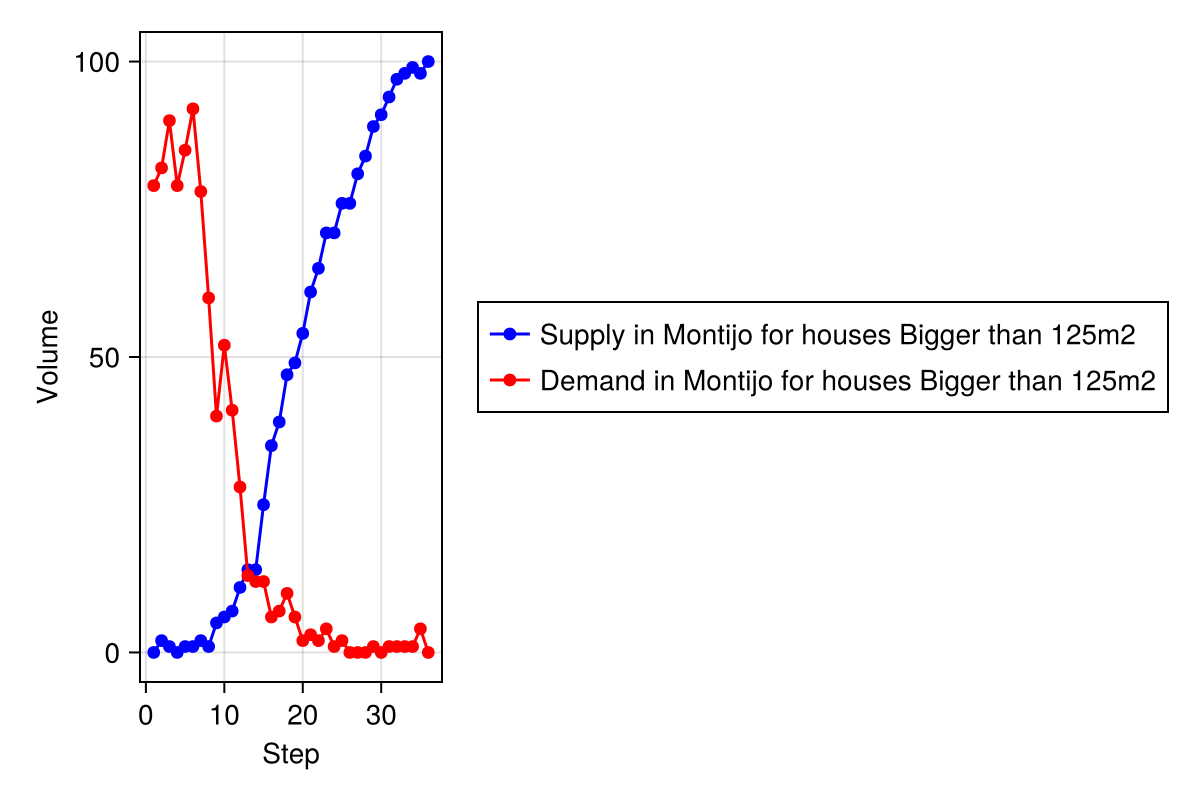 Volume
100
50
0
0 10 20 30
Step
Supply in Montijo for houses Bigger than 125m2
Demand in Montijo for houses Bigger than 125m2